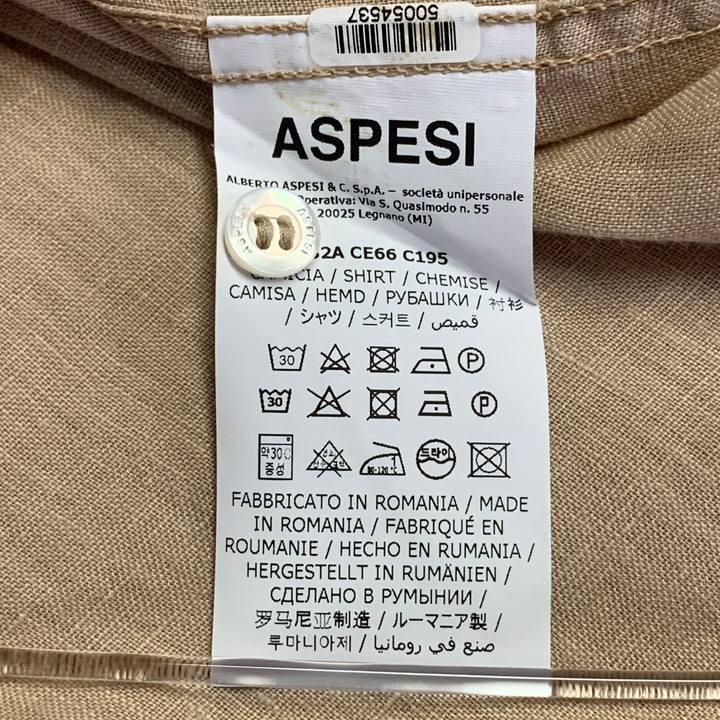 50054537
ASPESI
ALBERTO ASPESI & C. S.p.A. – società unipersonale
Operativa: Via S. Quasimodo n. 55
20025 Legnano (MI)
ASPESI ASPESI
52A CE66 C195
CAMICIA / SHIRT / CHEMISE /
CAMISA / HEMD / РУБАШКИ / 衬衫
/ シャツ / 스커트 / قميص
30 P
30 P
약30 중성 80-120 °C 드라이
FABBRICATO IN ROMANIA / MADE
IN ROMANIA / FABRIQUÉ EN
ROUMANIE / HECHO EN RUMANIA /
HERGESTELLT IN RUMÄNIEN /
СДЕЛАНО В РУМЫНИИ /
罗马尼亚制造 / ルーマニア製 /
루마니아제 / صنع في رومانيا